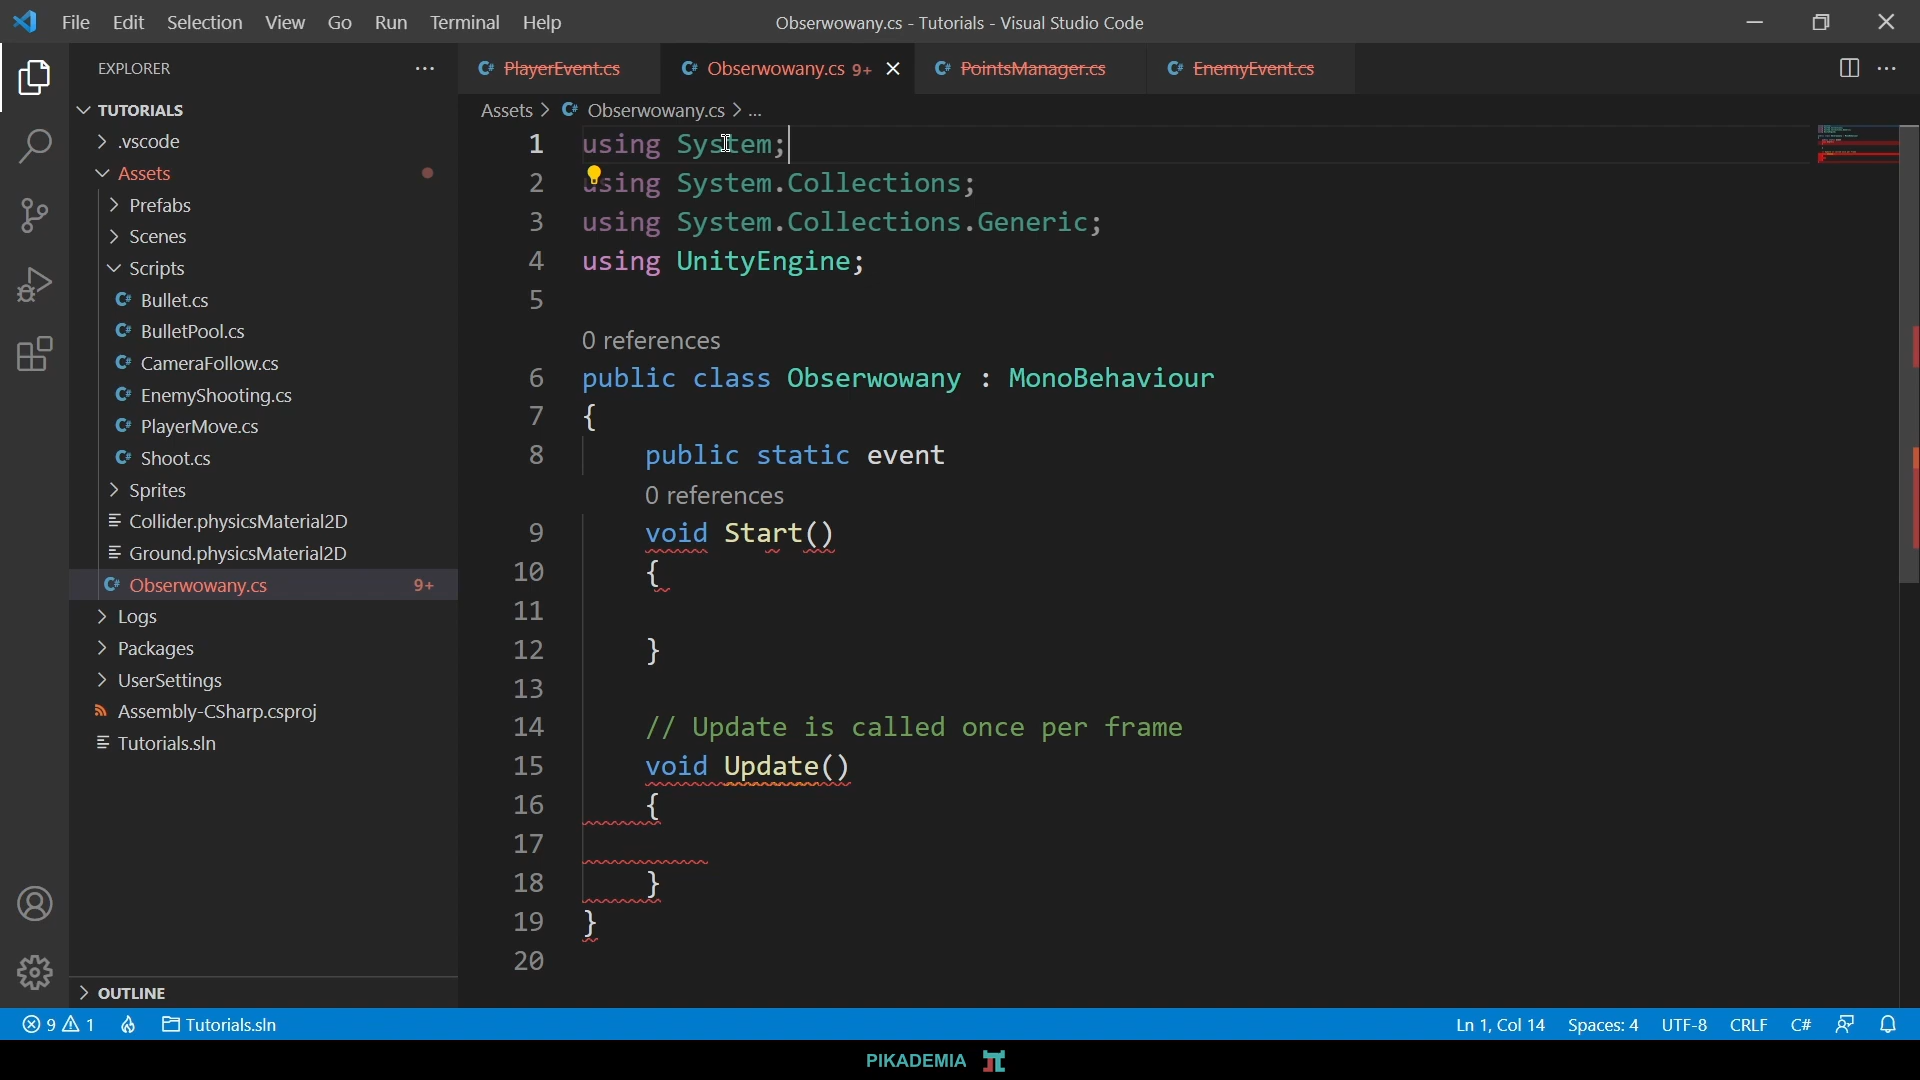 File Edit Selection View Go Run Terminal Help
Obserwowany.cs - Tutorials - Visual Studio Code
EXPLORER
TUTORIALS
.vscode
Assets
Prefabs
Scenes
Scripts
Bullet.cs
BulletPool.cs
CameraFollow.cs
EnemyShooting.cs
PlayerMove.cs
Shoot.cs
Sprites
Collider.physicsMaterial2D
Ground.physicsMaterial2D
Obserwowany.cs 9+
Logs
Packages
UserSettings
Assembly-CSharp.csproj
Tutorials.sln
OUTLINE
PlayerEvent.cs Obserwowany.cs 9+ PointsManager.cs EnemyEvent.cs
Assets > Obserwowany.cs > ...
1 using System;
2 using System.Collections;
3 using System.Collections.Generic;
4 using UnityEngine;
5
0 references
6 public class Obserwowany : MonoBehaviour
7 {
8 public static event
0 references
9 void Start()
10 {
11
12 }
13
14 // Update is called once per frame
15 void Update()
16 {
17
18 }
19 }
20
9 1 Tutorials.sln Ln 1, Col 14 Spaces: 4 UTF-8 CRLF C#
PIKADEMIA